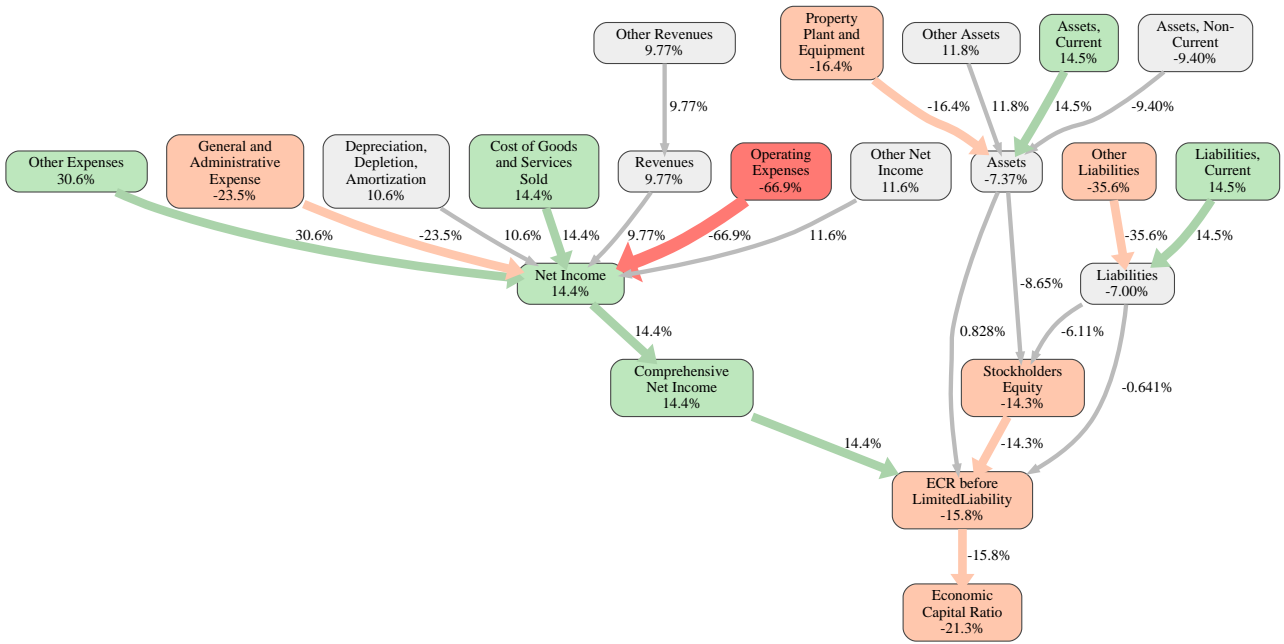 Other Revenues
9.77%
Property
Plant and
Equipment
-16.4%
Other Assets
11.8%
Assets,
Current
14.5%
Assets, Non-
Current
-9.40%
9.77%
-16.4%
11.8%
14.5%
-9.40%
Other Expenses
30.6%
General and
Administrative
Expense
-23.5%
Depreciation,
Depletion,
Amortization
10.6%
Cost of Goods
and Services
Sold
14.4%
Revenues
9.77%
Operating
Expenses
-66.9%
Other Net
Income
11.6%
Assets
-7.37%
Other
Liabilities
-35.6%
Liabilities,
Current
14.5%
30.6%
-23.5%
10.6%
14.4%
9.77%
-66.9%
11.6%
-35.6%
14.5%
Net Income
14.4%
Liabilities
-7.00%
-8.65%
14.4%
0.828%
-6.11%
Comprehensive
Net Income
14.4%
Stockholders
Equity
-14.3%
-0.641%
14.4%
-14.3%
ECR before
LimitedLiability
-15.8%
-15.8%
Economic
Capital Ratio
-21.3%